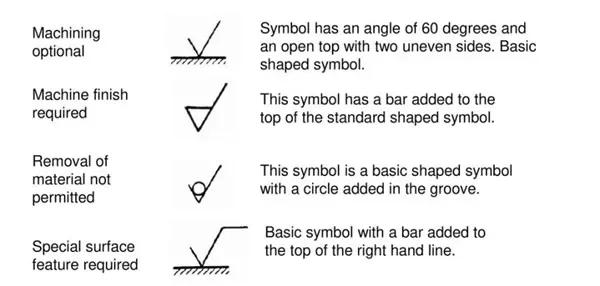 Machining
optional
Symbol has an angle of 60 degrees and
an open top with two uneven sides. Basic
shaped symbol.
Machine finish
required
This symbol has a bar added to the
top of the standard shaped symbol.
Removal of
material not
permitted
This symbol is a basic shaped symbol
with a circle added in the groove.
Special surface
feature required
Basic symbol with a bar added to
the top of the right hand line.